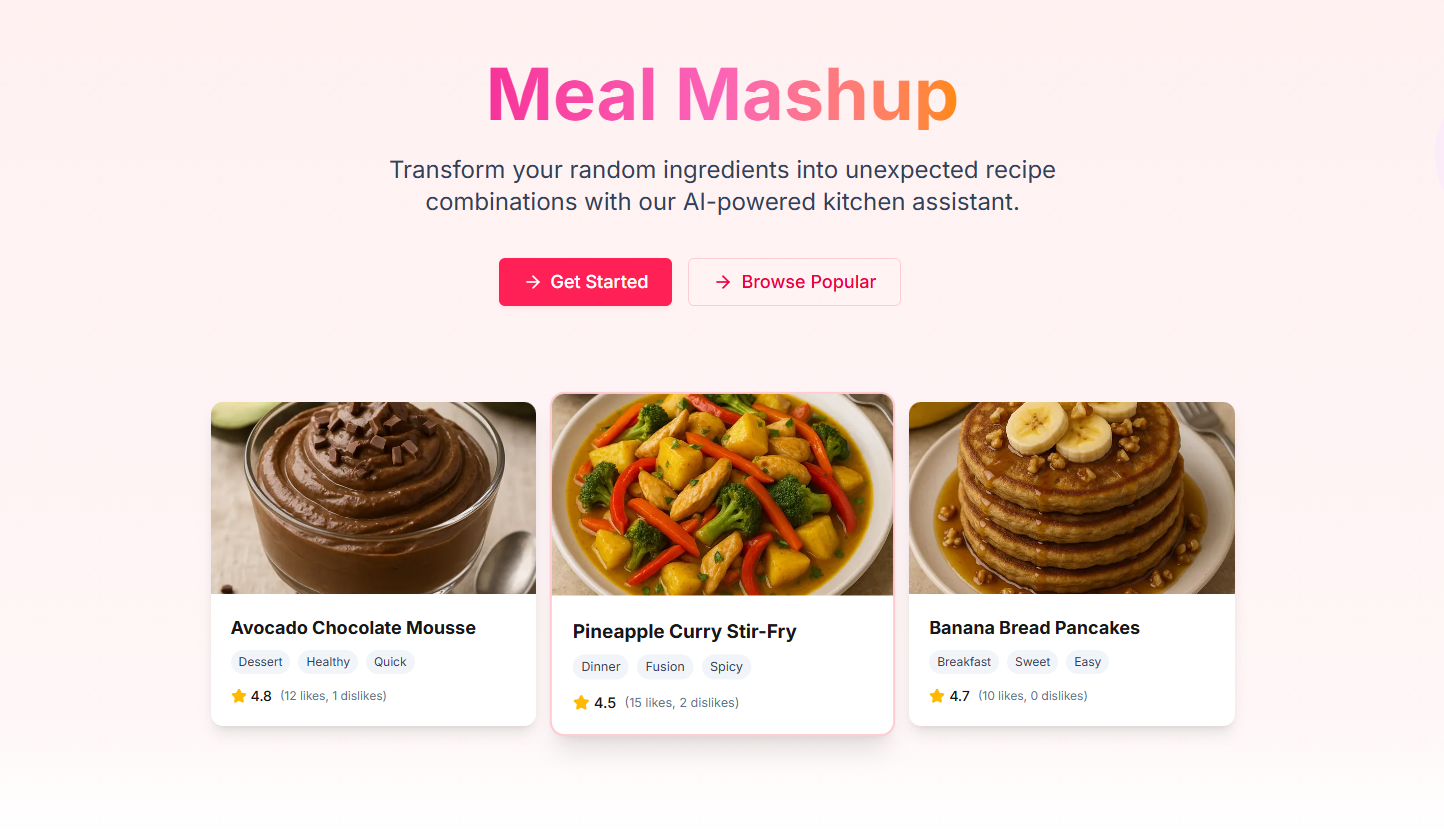 Meal Mashup
Transform your random ingredients into unexpected recipe
combinations with our AI-powered kitchen assistant.
Get Started
Browse Popular
Avocado Chocolate Mousse
Dessert Healthy Quick
4.8 (12 likes, 1 dislikes)
Pineapple Curry Stir-Fry
Dinner Fusion Spicy
4.5 (15 likes, 2 dislikes)
Banana Bread Pancakes
Breakfast Sweet Easy
4.7 (10 likes, 0 dislikes)